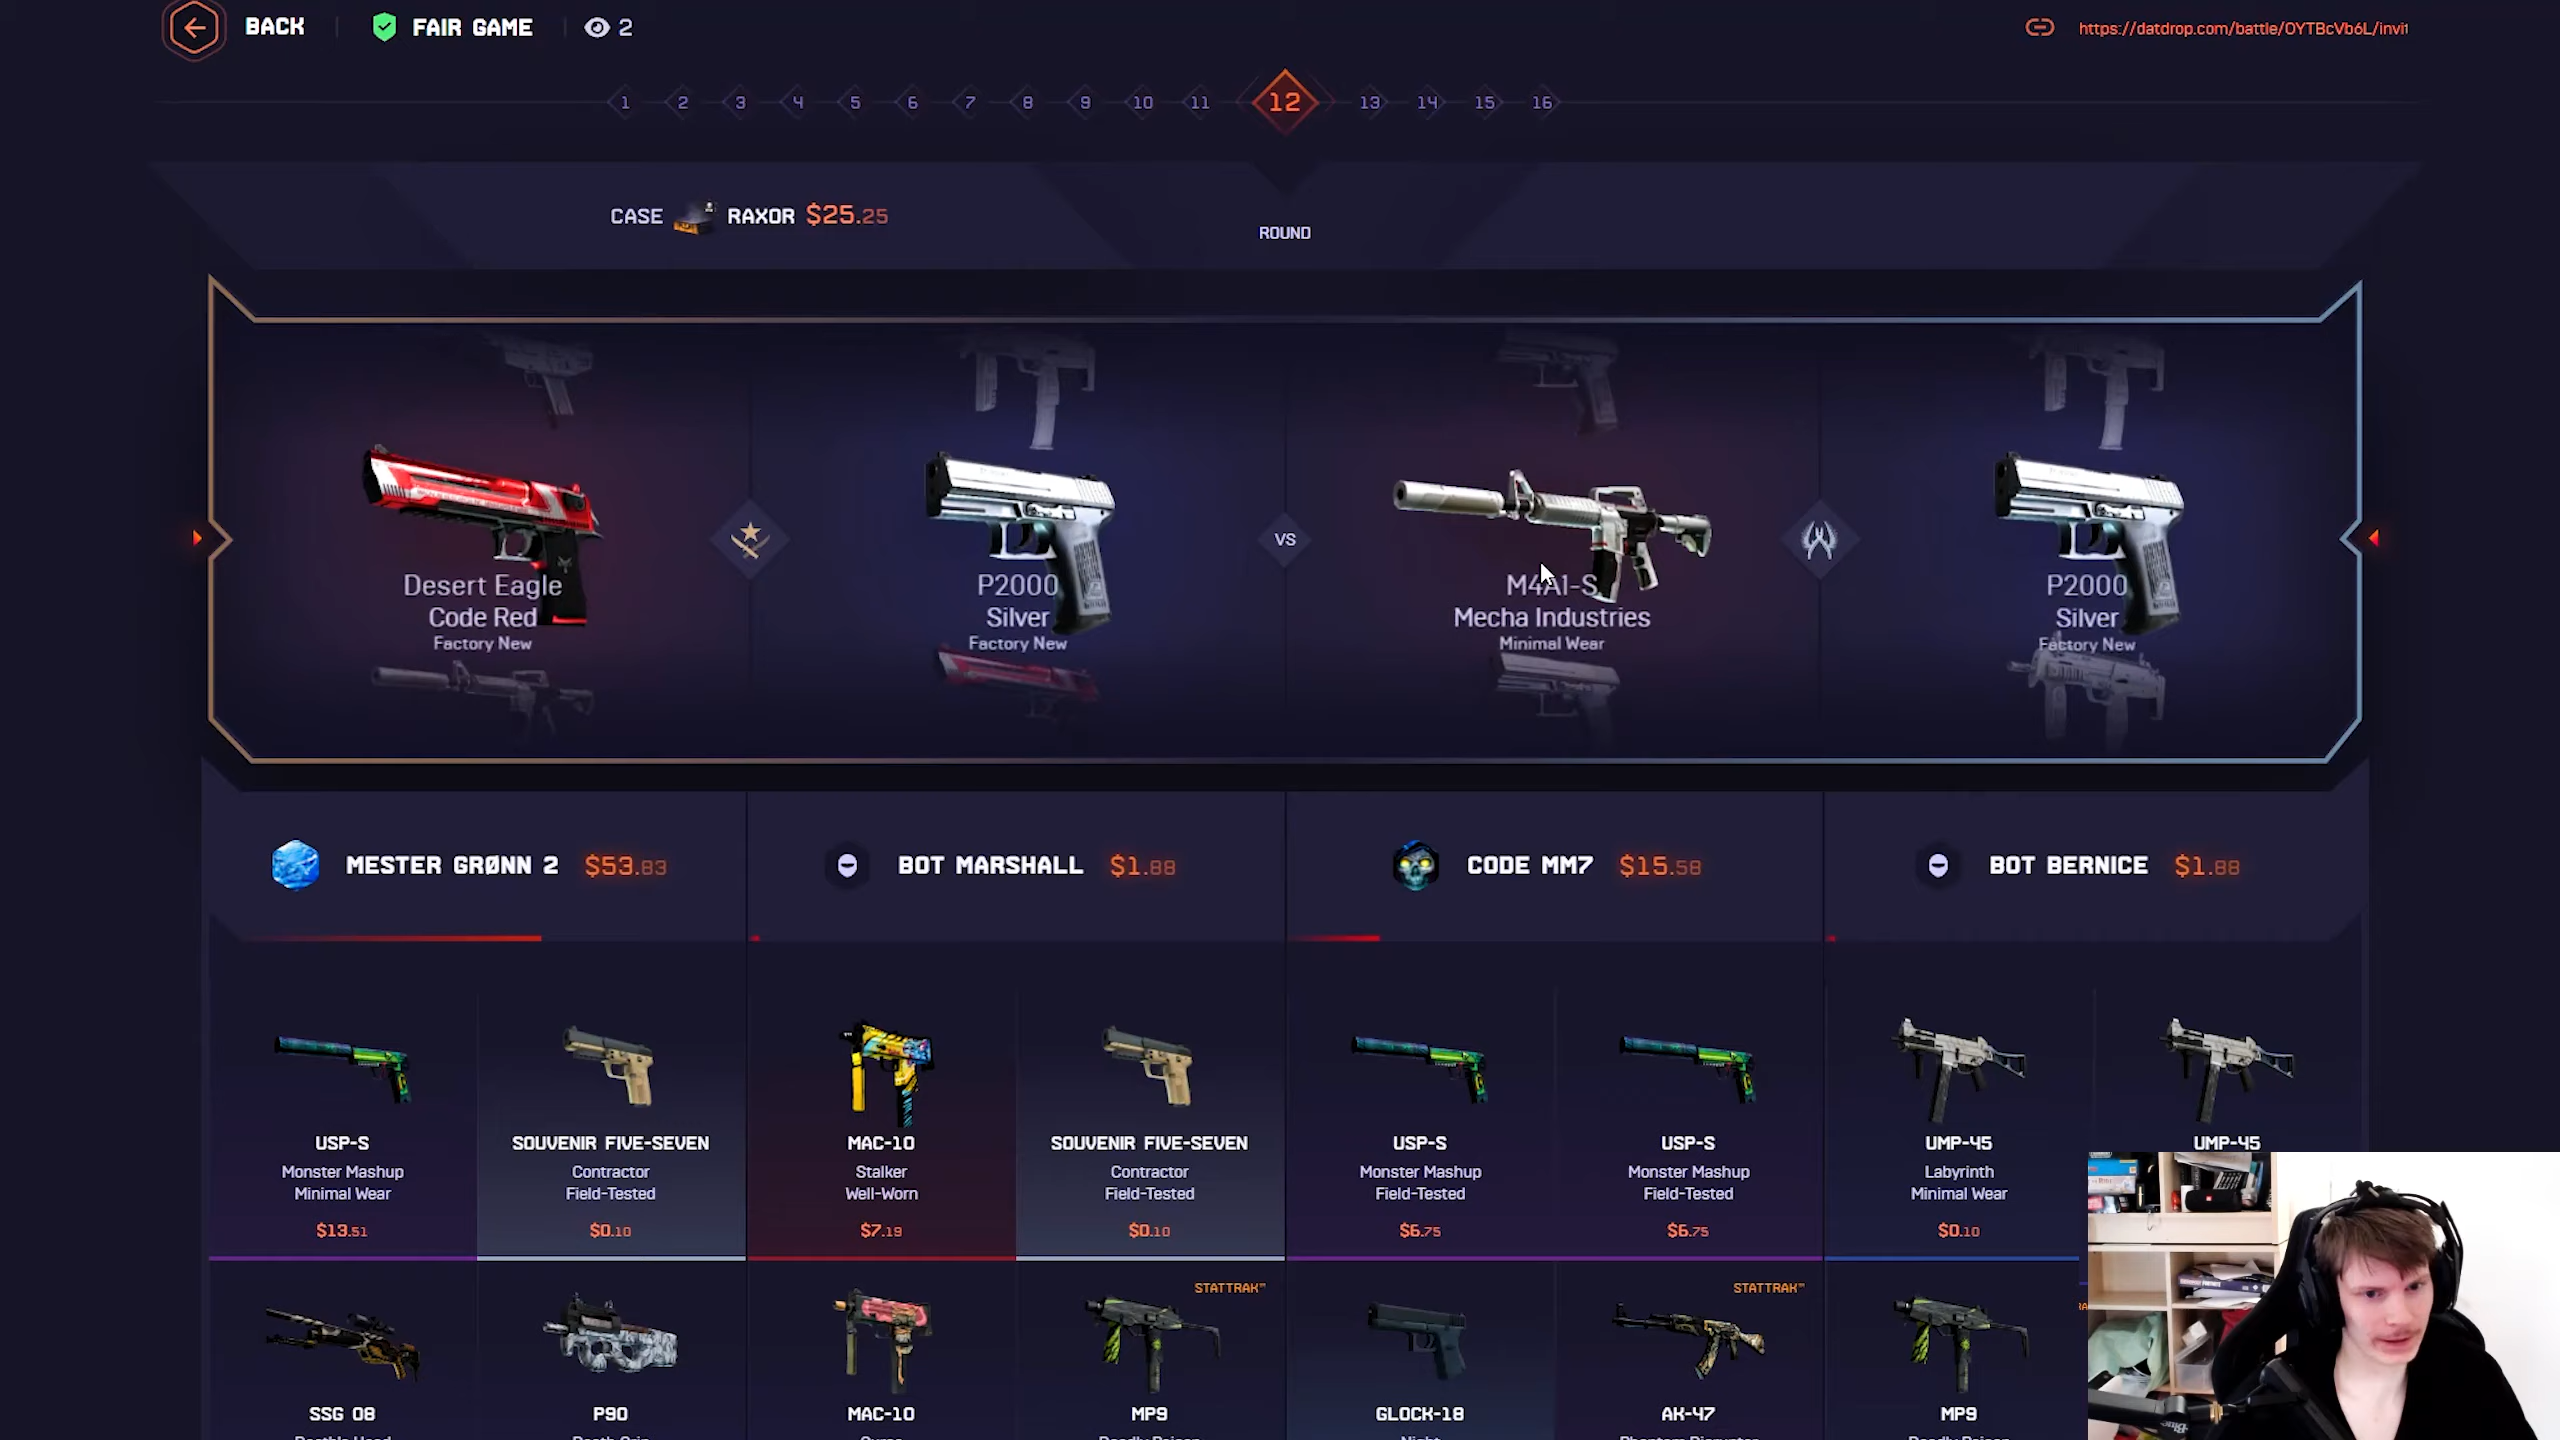 BACK
FAIR GAME
2
https://datdrop.com/battle/OYTBcVb6L/invit
1 2 3 4 5 6 7 8 9 10 11 12 13 14 15 16
CASE RAXOR $25.25
ROUND
Desert Eagle
Code Red
Factory New
P2000
Silver
Factory New
VS
M4A1-S
Mecha Industries
Minimal Wear
P2000
Silver
Factory New
MESTER GRØNN 2 $53.83
BOT MARSHALL $1.88
CODE MM7 $15.58
BOT BERNICE $1.88
USP-S
Monster Mashup
Minimal Wear
$13.51
SOUVENIR FIVE-SEVEN
Contractor
Field-Tested
$0.10
MAC-10
Stalker
Well-Worn
$7.19
SOUVENIR FIVE-SEVEN
Contractor
Field-Tested
$0.10
USP-S
Monster Mashup
Field-Tested
$6.75
USP-S
Monster Mashup
Field-Tested
$6.75
UMP-45
Labyrinth
Minimal Wear
$0.10
UMP-45
SSG 08
P90
MAC-10
STATTRAK™
MP9
GLOCK-18
STATTRAK™
AK-47
MP9